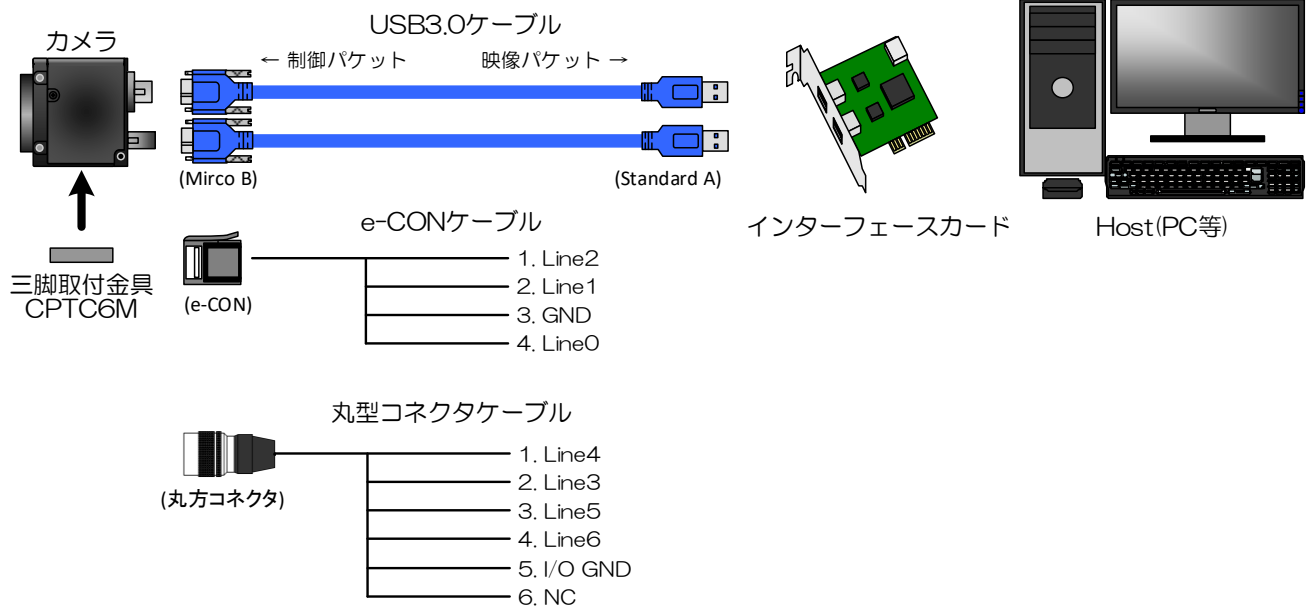 カメラ
USB3.0ケーブル
← 制御パケット 映像パケット →
(Mirco B)
(Standard A)
三脚取付金具
CPTC6M
e-CONケーブル
(e-CON)
1. Line2
2. Line1
3. GND
4. Line0
インターフェースカード
Host(PC等)
丸型コネクタケーブル
(丸方コネクタ)
1. Line4
2. Line3
3. Line5
4. Line6
5. I/O GND
6. NC